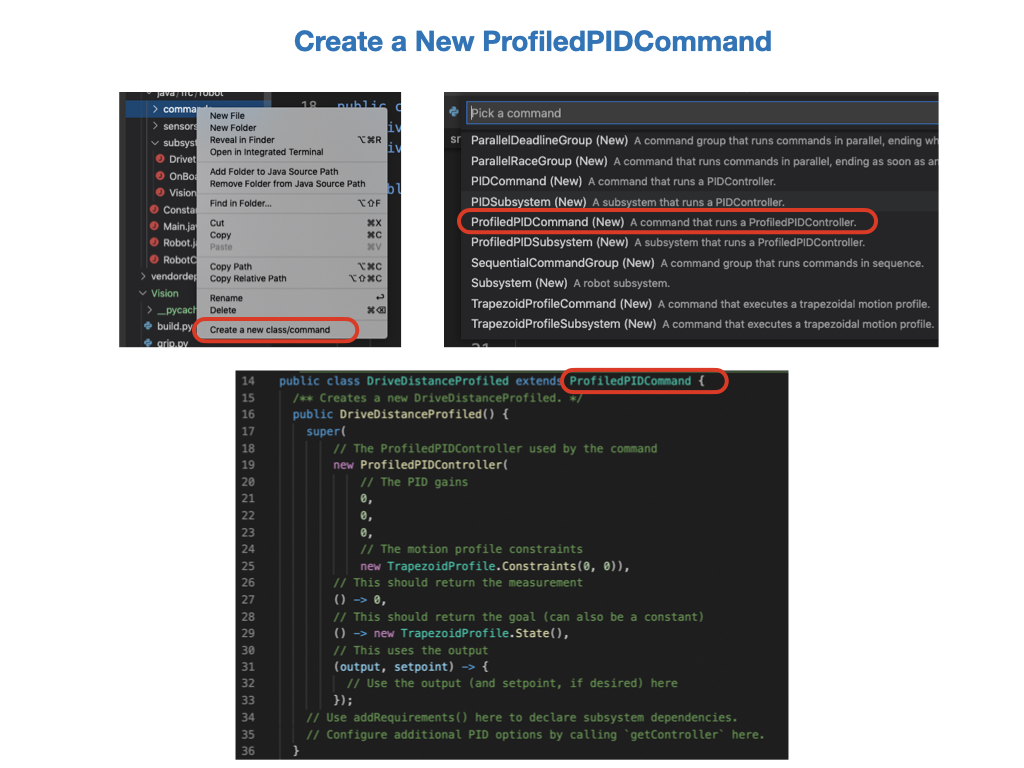 Create a New ProfiledPIDCommand
java/frc/robot
commands
sensors
subsyst
Drivet
OnBoa
Vision
Consta
Main.jav
Robot.j
RobotC
vendordep
Vision
__pycach
build.py
grip.py
18 public c
New File
New Folder
Reveal in Finder ⌥⌘R
Open in Integrated Terminal
Add Folder to Java Source Path
Remove Folder from Java Source Path
Find in Folder... ⌥⇧F
Cut ⌘X
Copy ⌘C
Paste ⌘V
Copy Path ⌥⌘C
Copy Relative Path ⌥⇧⌘C
Rename ⏎
Delete ⌘⌫
Create a new class/command
Pick a command
sr
ParallelDeadlineGroup (New) A command group that runs commands in parallel, ending wh
ParallelRaceGroup (New) A command that runs commands in parallel, ending as soon as an
PIDCommand (New) A command that runs a PIDController.
PIDSubsystem (New) A subsystem that runs a PIDController.
ProfiledPIDCommand (New) A command that runs a ProfiledPIDController.
ProfiledPIDSubsystem (New) A subsystem that runs a ProfiledPIDController.
SequentialCommandGroup (New) A command group that runs commands in sequence.
Subsystem (New) A robot subsystem.
TrapezoidProfileCommand (New) A command that executes a trapezoidal motion profile.
TrapezoidProfileSubsystem (New) A command that executes a trapezoidal motion profile.
21
14 public class DriveDistanceProfiled extends ProfiledPIDCommand {
15 /** Creates a new DriveDistanceProfiled. */
16 public DriveDistanceProfiled() {
17 super(
18 // The ProfiledPIDController used by the command
19 new ProfiledPIDController(
20 // The PID gains
21 0,
22 0,
23 0,
24 // The motion profile constraints
25 new TrapezoidProfile.Constraints(0, 0)),
26 // This should return the measurement
27 () -> 0,
28 // This should return the goal (can also be a constant)
29 () -> new TrapezoidProfile.State(),
30 // This uses the output
31 (output, setpoint) -> {
32 // Use the output (and setpoint, if desired) here
33 });
34 // Use addRequirements() here to declare subsystem dependencies.
35 // Configure additional PID options by calling `getController` here.
36 }